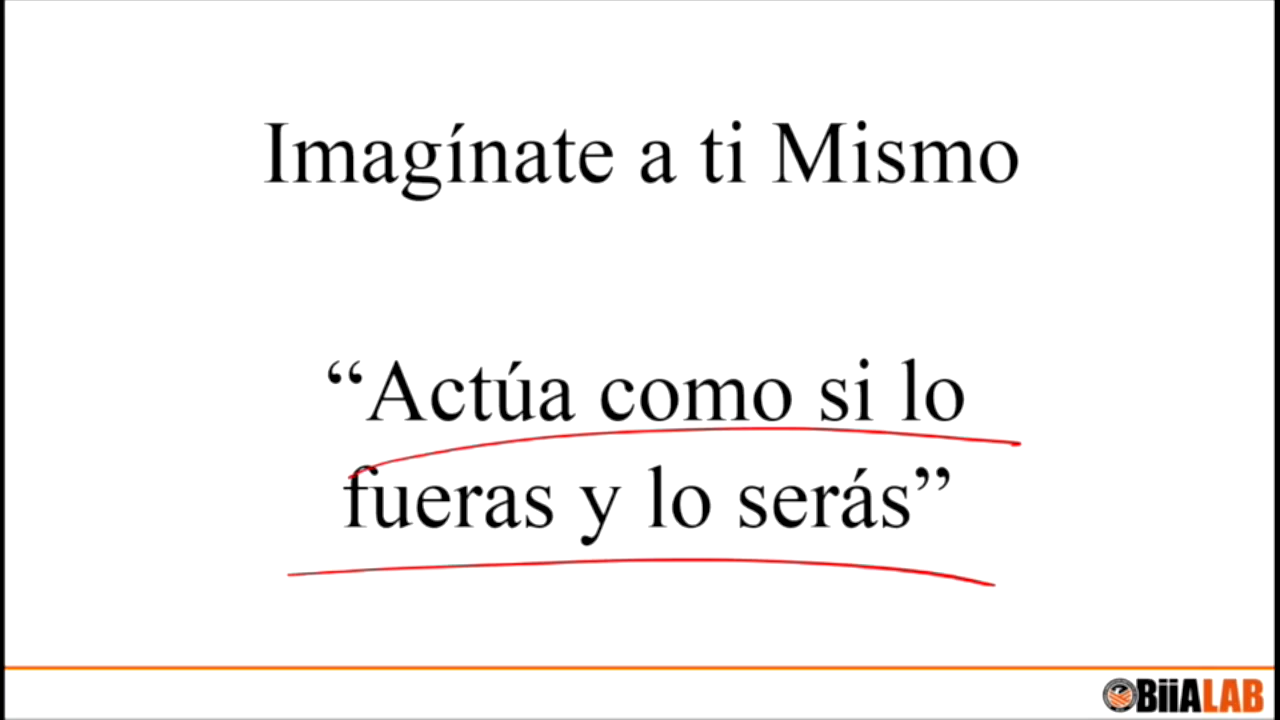 Imagínate a ti Mismo
“Actúa como si lo
fueras y lo serás”
BiiALAB